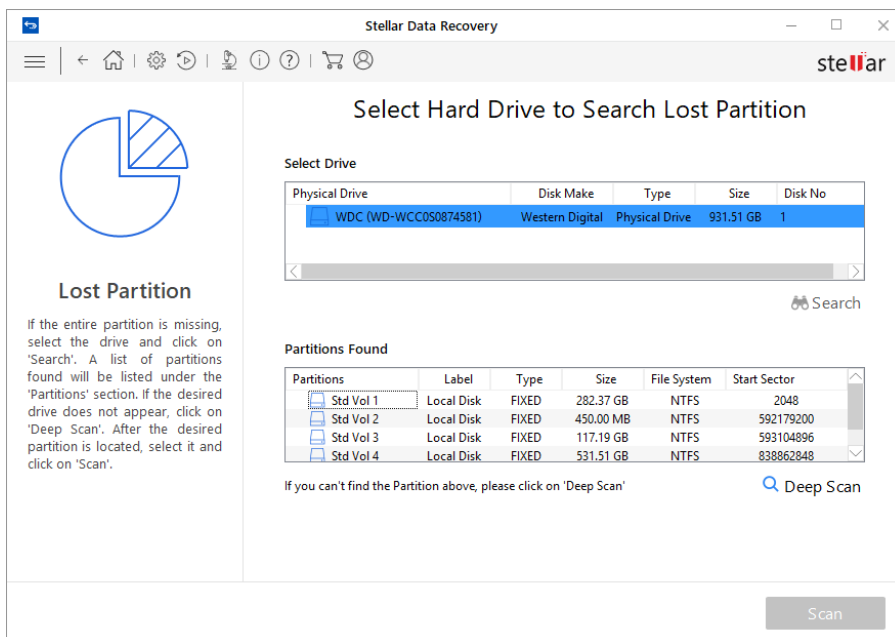 Stellar Data Recovery
stellar
Select Hard Drive to Search Lost Partition
Select Drive
Physical Drive Disk Make Type Size Disk No
WDC (WD-WCC0S0874581) Western Digital Physical Drive 931.51 GB 1
Search
Lost Partition
If the entire partition is missing,
select the drive and click on
'Search'. A list of partitions
found will be listed under the
'Partitions' section. If the desired
drive does not appear, click on
'Deep Scan'. After the desired
partition is located, select it and
click on 'Scan'.
Partitions Found
Partitions Label Type Size File System Start Sector
Std Vol 1 Local Disk FIXED 282.37 GB NTFS 2048
Std Vol 2 Local Disk FIXED 450.00 MB NTFS 592179200
Std Vol 3 Local Disk FIXED 117.19 GB NTFS 593104896
Std Vol 4 Local Disk FIXED 531.51 GB NTFS 838862848
If you can't find the Partition above, please click on 'Deep Scan'
Deep Scan
Scan